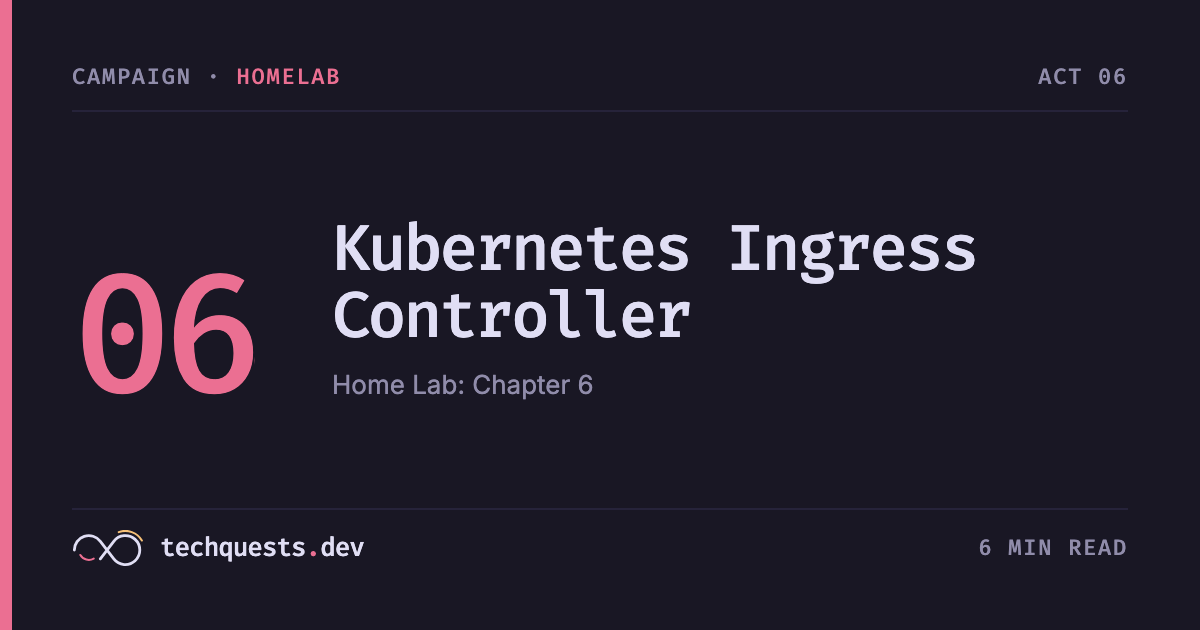 CAMPAIGN · HOMELAB
ACT 06
06
Kubernetes Ingress
Controller
Home Lab: Chapter 6
techquests.dev
6 MIN READ